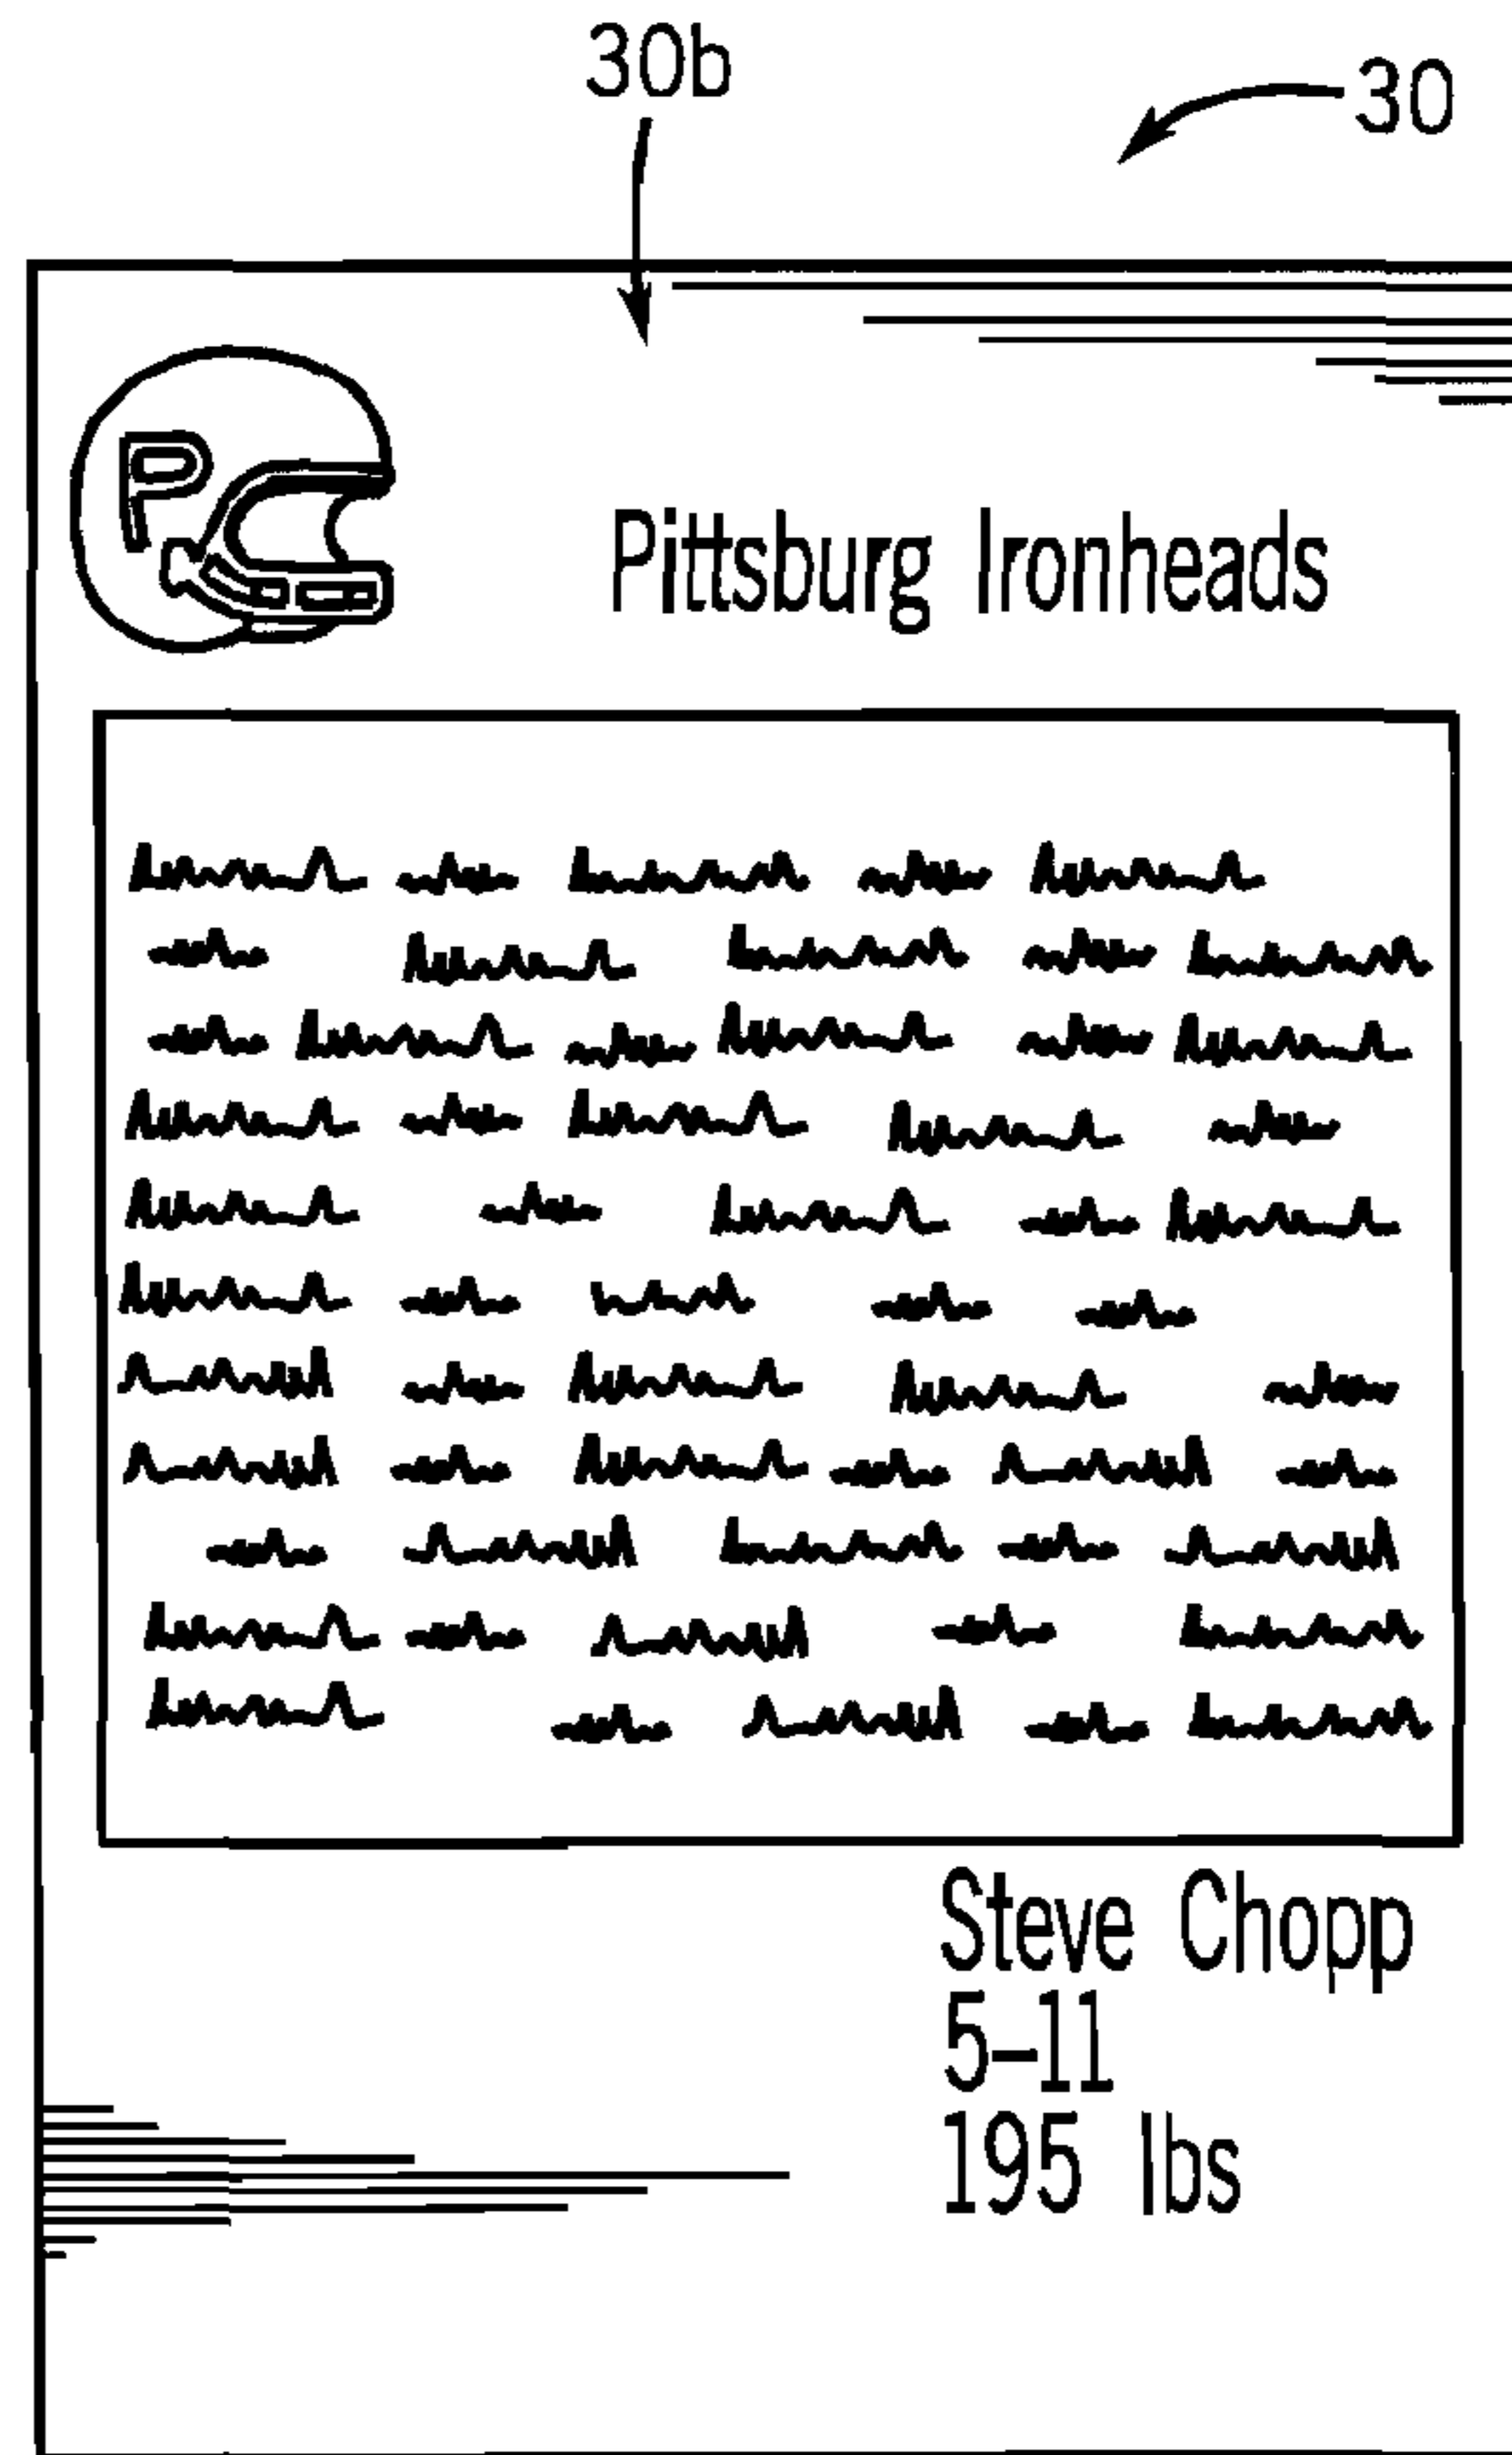 30b
30
P
Pittsburg Ironheads
Steve Chopp
5-11
195 lbs